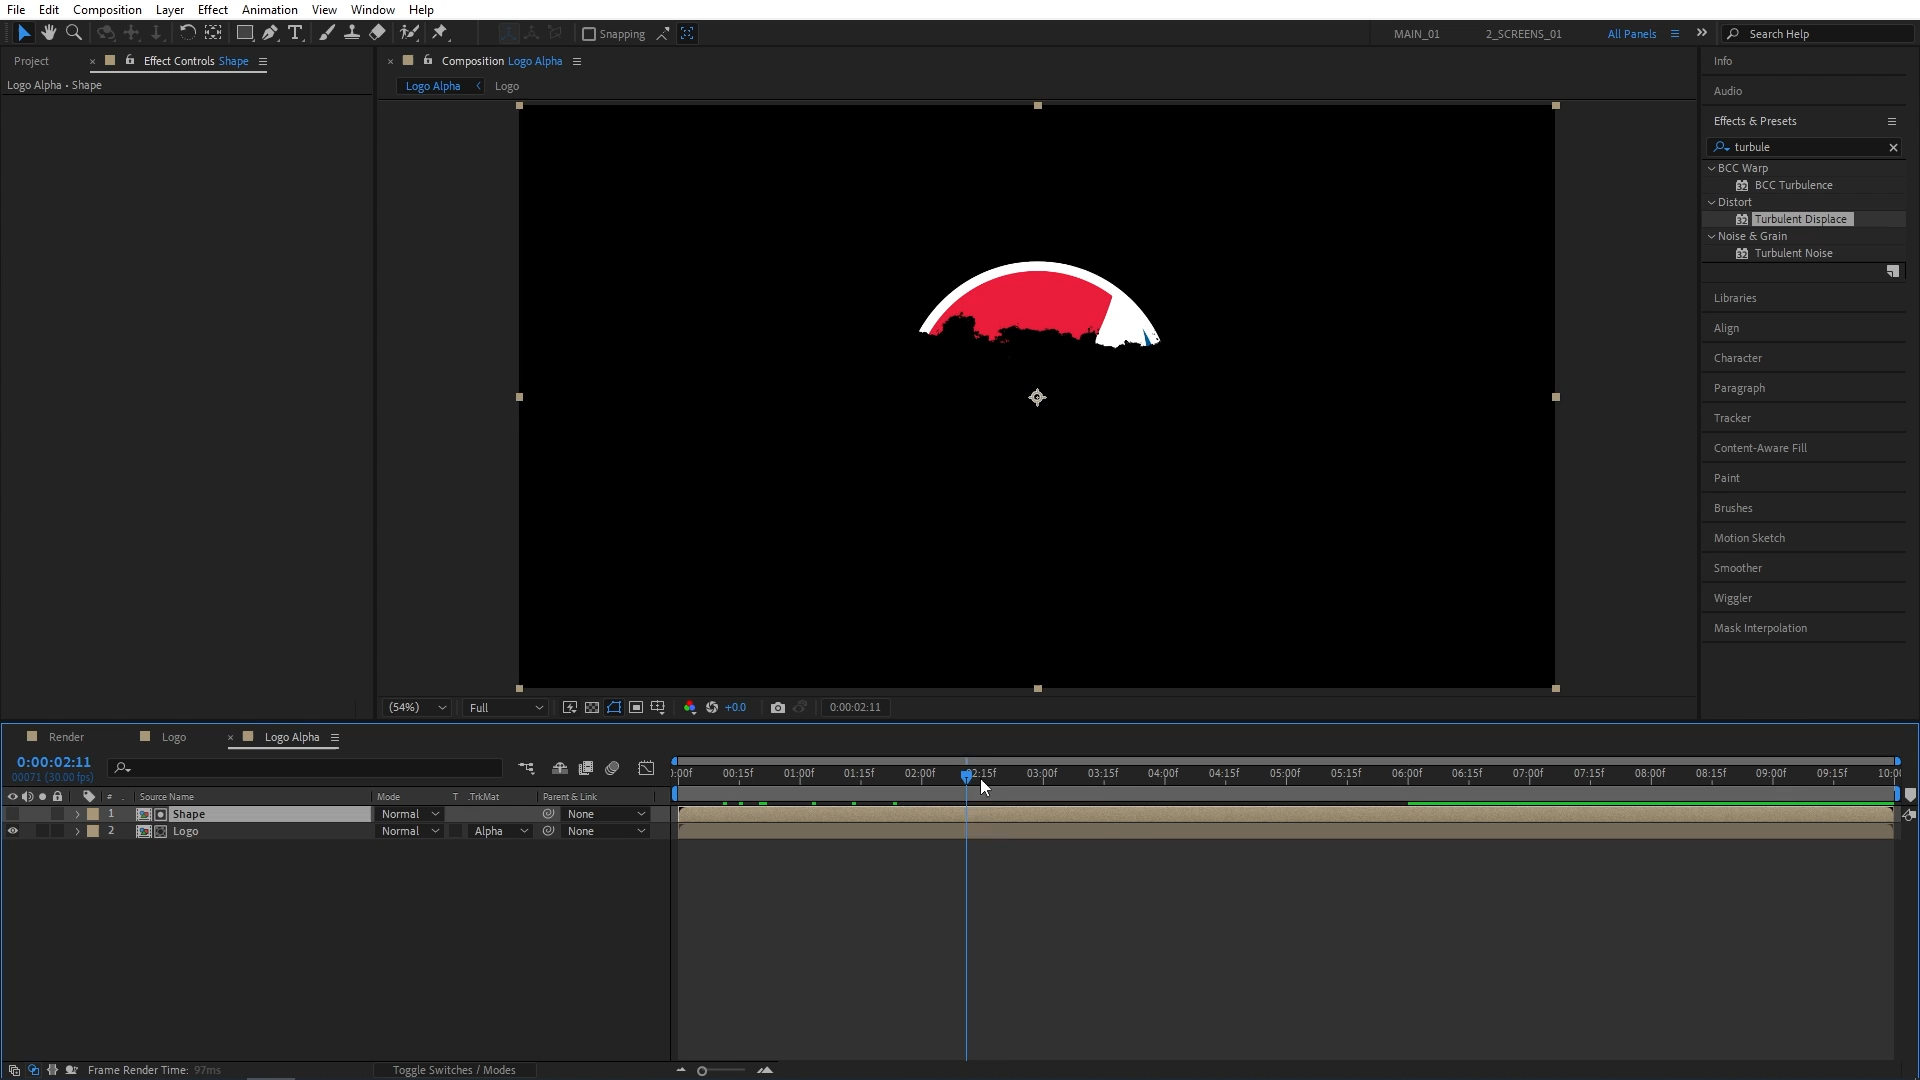 File Edit Composition Layer Effect Animation View Window Help
Snapping
MAIN_01 2_SCREENS_01 All Panels Search Help
Project Effect Controls Shape
Logo Alpha • Shape
Composition Logo Alpha
Logo Alpha Logo
Info
Audio
Effects & Presets
turbule
BCC Warp
BCC Turbulence
Distort
Turbulent Displace
Noise & Grain
Turbulent Noise
Libraries
Align
Character
Paragraph
Tracker
Content-Aware Fill
Paint
Brushes
Motion Sketch
Smoother
Wiggler
Mask Interpolation
(54%) Full +0.0 0:00:02:11
Render Logo Logo Alpha
0:00:02:11
00071 (30.00 fps)
:00f 00:15f 01:00f 01:15f 02:00f 02:15f 03:00f 03:15f 04:00f 04:15f 05:00f 05:15f 06:00f 06:15f 07:00f 07:15f 08:00f 08:15f 09:00f 09:15f 10:00
# Source Name Mode T .TrkMat Parent & Link
1 Shape Normal None
2 Logo Normal Alpha None
Frame Render Time: 97ms Toggle Switches / Modes